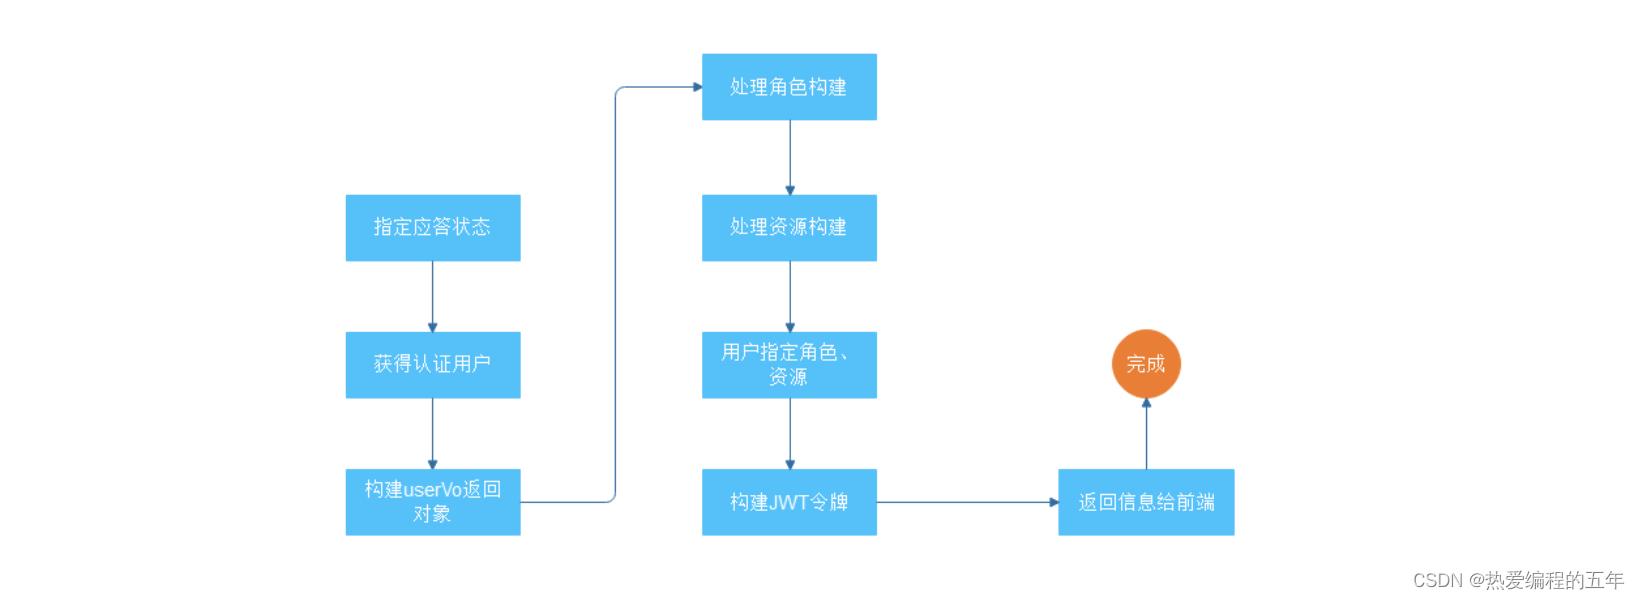 指定应答状态
获得认证用户
构建userVo返回
对象
处理角色构建
处理资源构建
用户指定角色、
资源
构建JWT令牌
返回信息给前端
完成
CSDN @热爱编程的五年